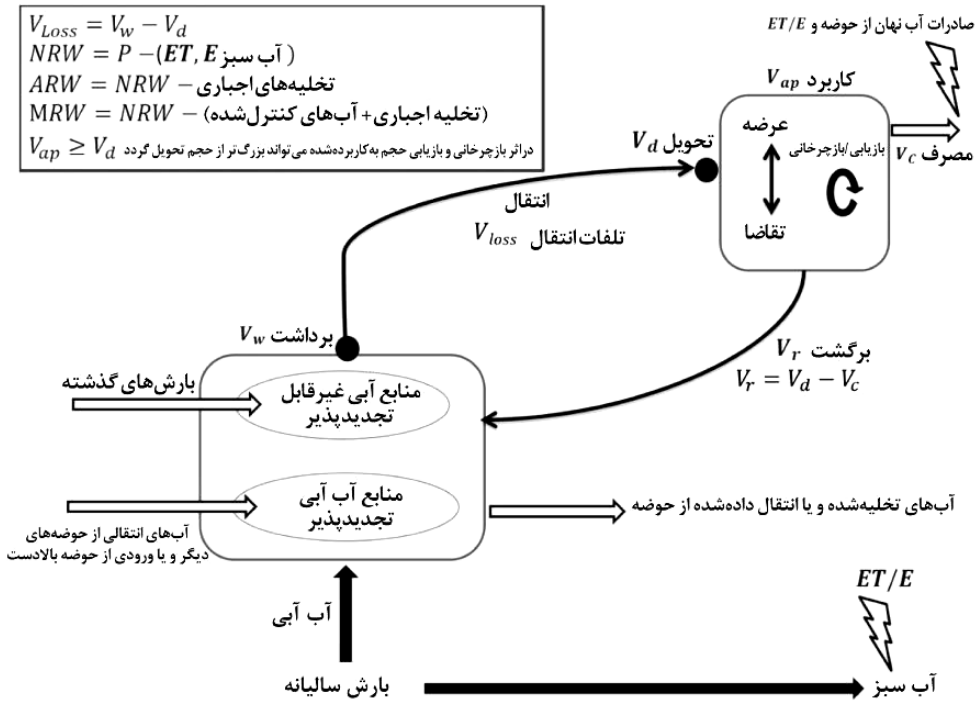 V_Loss = V_w − V_d
NRW = P − (ET, E آب سبز)
ARW = NRW − تخلیه‌های اجباری
MRW = NRW − (تخلیه اجباری + آب‌های کنترل‌شده)
V_ap ≥ V_d دراثر بازچرخانی و بازیابی حجم به‌کاربرده‌شده می‌تواند بزرگ‌تر از حجم تحویل گردد
صادرات آب نهان از حوضه و ET/E
کاربرد V_ap
عرضه
بازیابی/بازچرخانی
تقاضا
مصرف V_C
تحویل V_d
انتقال
تلفات انتقال V_loss
برداشت V_w
برگشت V_r
V_r = V_d − V_c
بارش‌های گذشته
منابع آبی غیرقابل
تجدیدپذیر
منابع آب آبی
تجدیدپذیر
آب‌های انتقالی از حوضه‌های
دیگر و یا ورودی از حوضه بالادست
آب‌های تخلیه‌شده و یا انتقال داده‌شده از حوضه
آب آبی
بارش سالیانه
ET/E
آب سبز